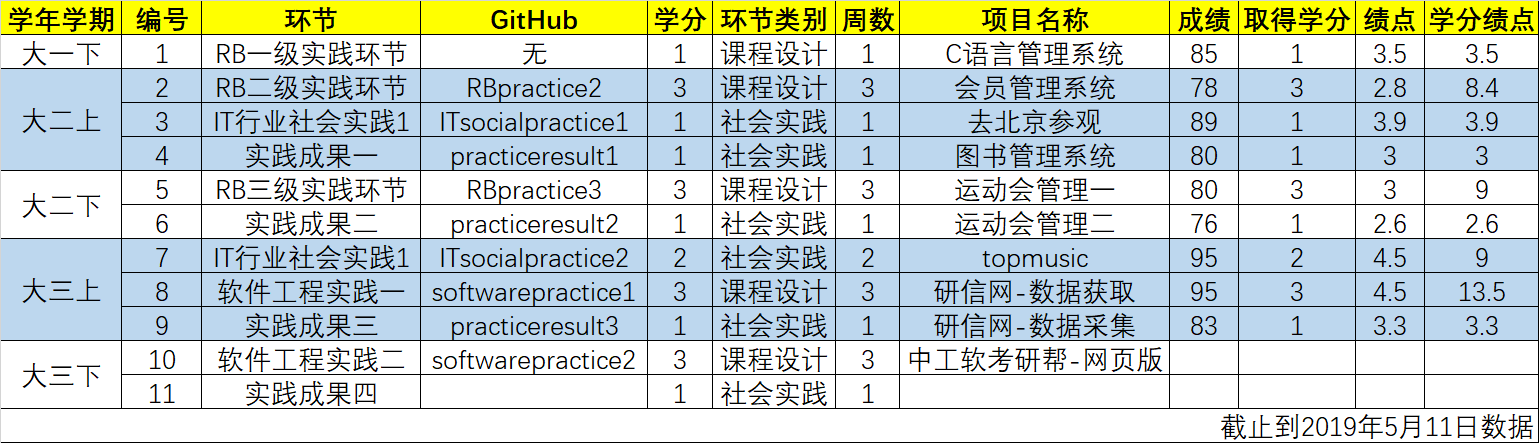 学年学期 编号 环节 GitHub 学分 环节类别 周数 项目名称 成绩 取得学分 绩点 学分绩点
大一下 1 RB一级实践环节 无 1 课程设计 1 C语言管理系统 85 1 3.5 3.5
大二上 2 RB二级实践环节 RBpractice2 3 课程设计 3 会员管理系统 78 3 2.8 8.4
3 IT行业社会实践1 ITsocialpractice1 1 社会实践 1 去北京参观 89 1 3.9 3.9
4 实践成果一 practiceresult1 1 社会实践 1 图书管理系统 80 1 3 3
大二下 5 RB三级实践环节 RBpractice3 3 课程设计 3 运动会管理一 80 3 3 9
6 实践成果二 practiceresult2 1 社会实践 1 运动会管理二 76 1 2.6 2.6
大三上 7 IT行业社会实践1 ITsocialpractice2 2 社会实践 2 topmusic 95 2 4.5 9
8 软件工程实践一 softwarepractice1 3 课程设计 3 研信网-数据获取 95 3 4.5 13.5
9 实践成果三 practiceresult3 1 社会实践 1 研信网-数据采集 83 1 3.3 3.3
大三下 10 软件工程实践二 softwarepractice2 3 课程设计 3 中工软考研帮-网页版
11 实践成果四 1 社会实践 1
截止到2019年5月11日数据